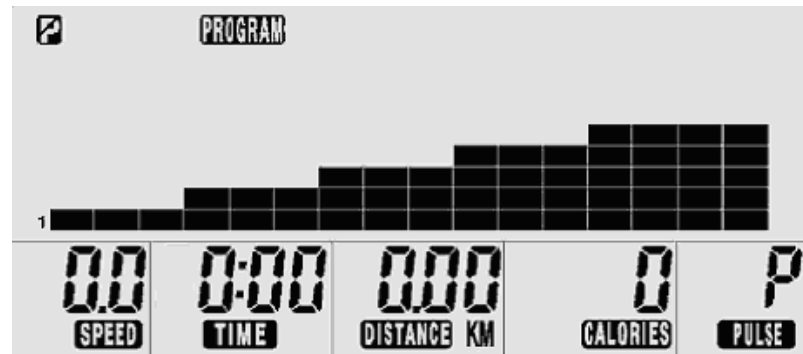 P PROGRAM
1
0.0 0:00 0.00 0 P
SPEED TIME DISTANCE KM CALORIES PULSE